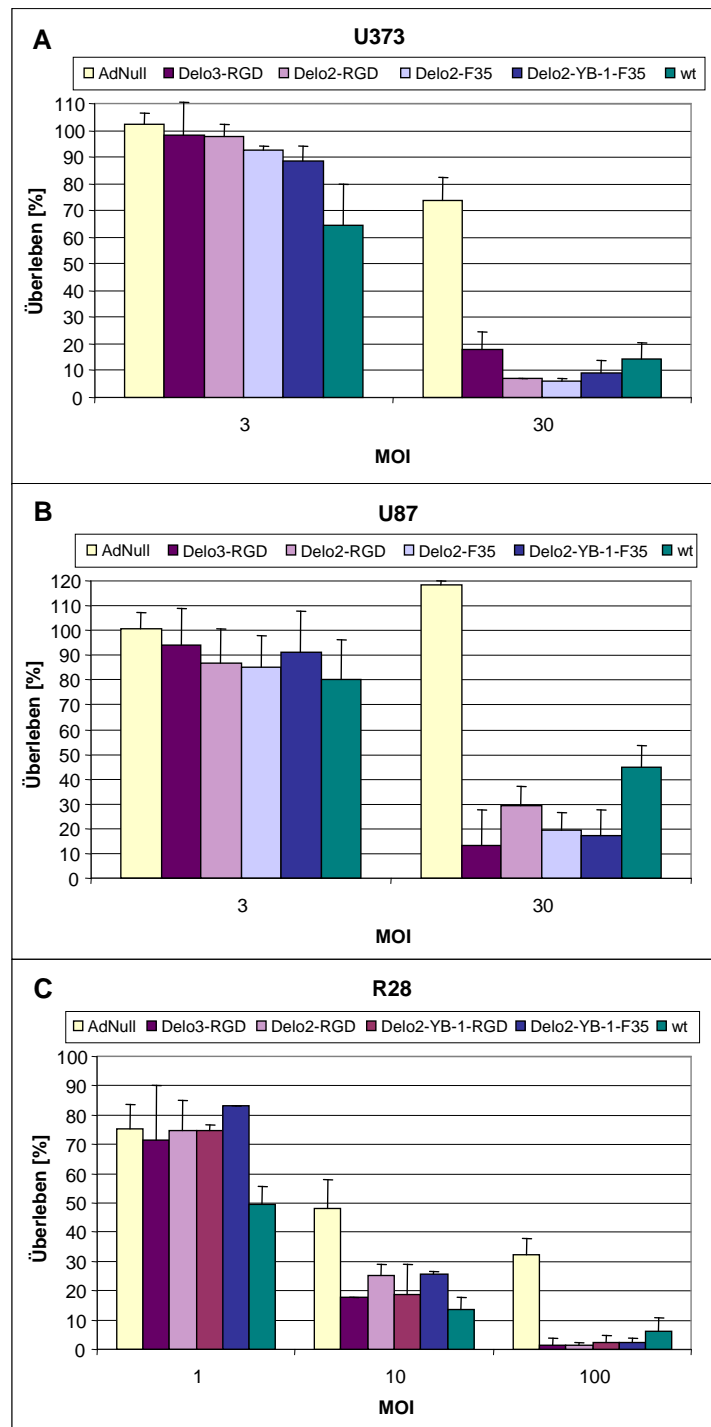 A
U373
AdNull Delo3-RGD Delo2-RGD Delo2-F35 Delo2-YB-1-F35 wt
110
100
90
80
70
60
50
40
30
20
10
0
Überleben [%]
3 30
MOI
B
U87
AdNull Delo3-RGD Delo2-RGD Delo2-F35 Delo2-YB-1-F35 wt
120
110
100
90
80
70
60
50
40
30
20
10
0
Überleben [%]
3 30
MOI
C
R28
AdNull Delo3-RGD Delo2-RGD Delo2-YB-1-RGD Delo2-YB-1-F35 wt
100
90
80
70
60
50
40
30
20
10
0
Überleben [%]
1 10 100
MOI